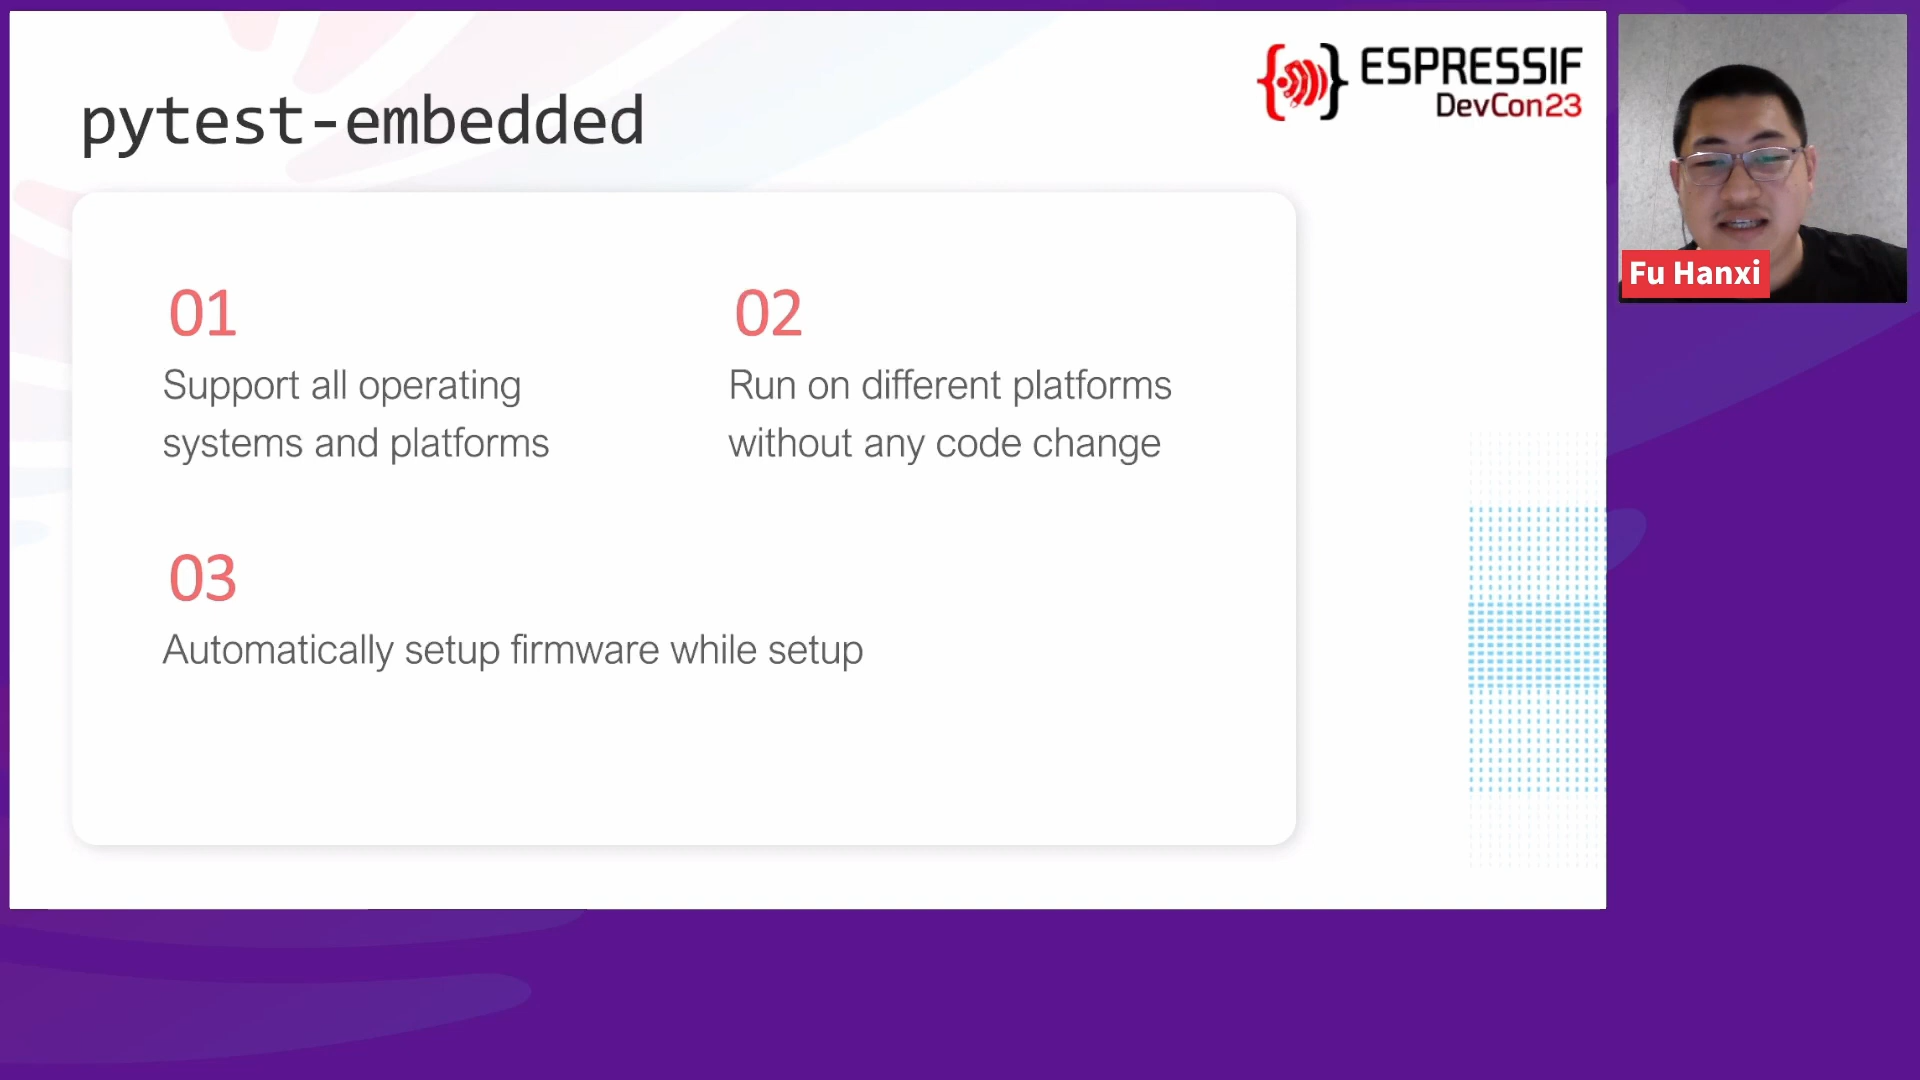 pytest-embedded
ESPRESSIF
DevCon23
01
Support all operating
systems and platforms
02
Run on different platforms
without any code change
03
Automatically setup firmware while setup
Fu Hanxi